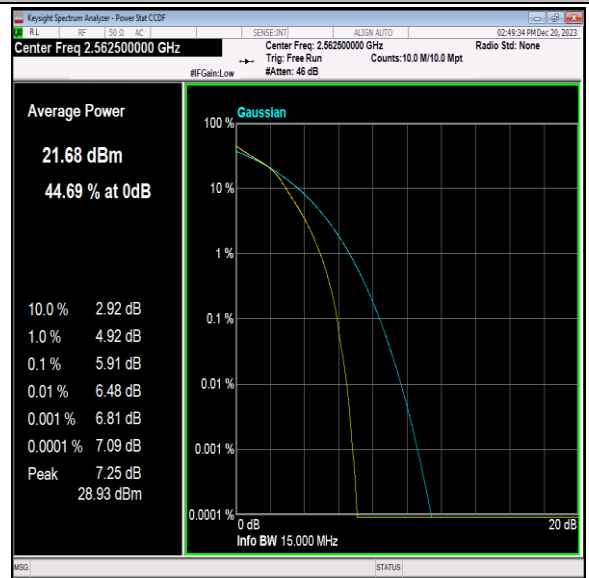 Keysight Spectrum Analyzer - Power Stat CCDF
RL RF 50 Ω AC SENSE:INT ALIGN AUTO 02:49:34 PM Dec 20, 2023
Center Freq 2.562500000 GHz Center Freq: 2.562500000 GHz Radio Std: None
Trig: Free Run Counts:10.0 M/10.0 Mpt
#IFGain:Low #Atten: 46 dB
Average Power
21.68 dBm
44.69 % at 0dB
10.0 % 2.92 dB
1.0 % 4.92 dB
0.1 % 5.91 dB
0.01 % 6.48 dB
0.001 % 6.81 dB
0.0001 % 7.09 dB
Peak 7.25 dB
28.93 dBm
Gaussian
100 %
10 %
1 %
0.1 %
0.01 %
0.001 %
0.0001 %
0 dB 20 dB
Info BW 15.000 MHz
MSG STATUS